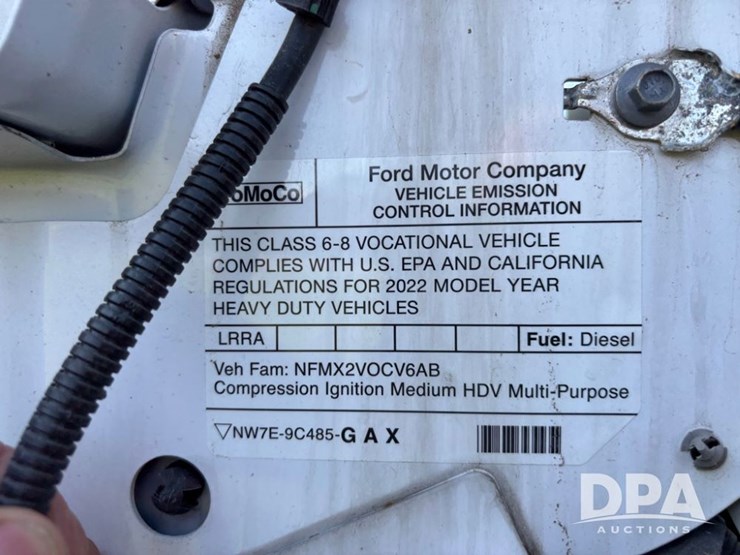 oMoCo
Ford Motor Company
VEHICLE EMISSION
CONTROL INFORMATION
THIS CLASS 6-8 VOCATIONAL VEHICLE
COMPLIES WITH U.S. EPA AND CALIFORNIA
REGULATIONS FOR 2022 MODEL YEAR
HEAVY DUTY VEHICLES
LRRA Fuel: Diesel
Veh Fam: NFMX2VOCV6AB
Compression Ignition Medium HDV Multi-Purpose
▽NW7E-9C485-GAX
DPA
AUCTIONS